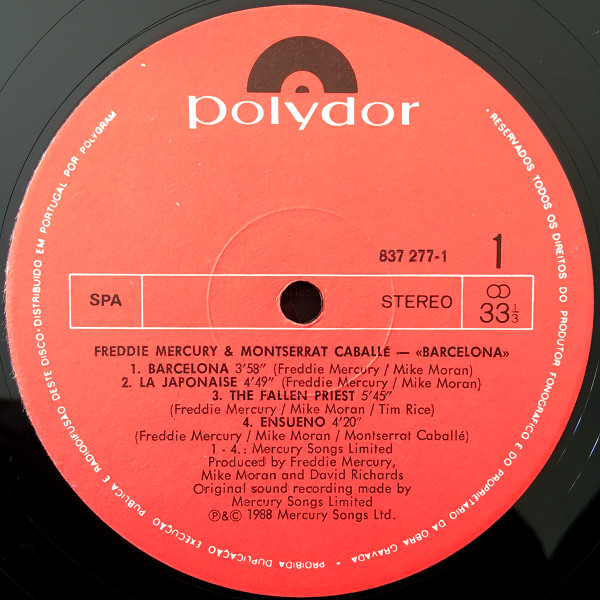 polydor
837 277-1
1
SPA
STEREO
33 1/3
FREDDIE MERCURY & MONTSERRAT CABALLÉ — «BARCELONA»
1. BARCELONA 3'58" (Freddie Mercury / Mike Moran)
2. LA JAPONAISE 4'49" (Freddie Mercury / Mike Moran)
3. THE FALLEN PRIEST 5'45"
(Freddie Mercury / Mike Moran / Tim Rice)
4. ENSUENO 4'20"
(Freddie Mercury / Mike Moran / Montserrat Caballé)
1 - 4.: Mercury Songs Limited
Produced by Freddie Mercury,
Mike Moran and David Richards
Original sound recording made by
Mercury Songs Limited
℗&© 1988 Mercury Songs Ltd.
• RESERVADOS TODOS OS DIREITOS DO PRODUTOR FONOGRÁFICO E DO PROPRIETÁRIO DA OBRA GRAVADA • PROIBIDA DUPLICAÇÃO EXECUÇÃO PÚBLICA E RADIODIFUSÃO DESTE DISCO • DISTRIBUIDO EM PORTUGAL POR POLYGRAM